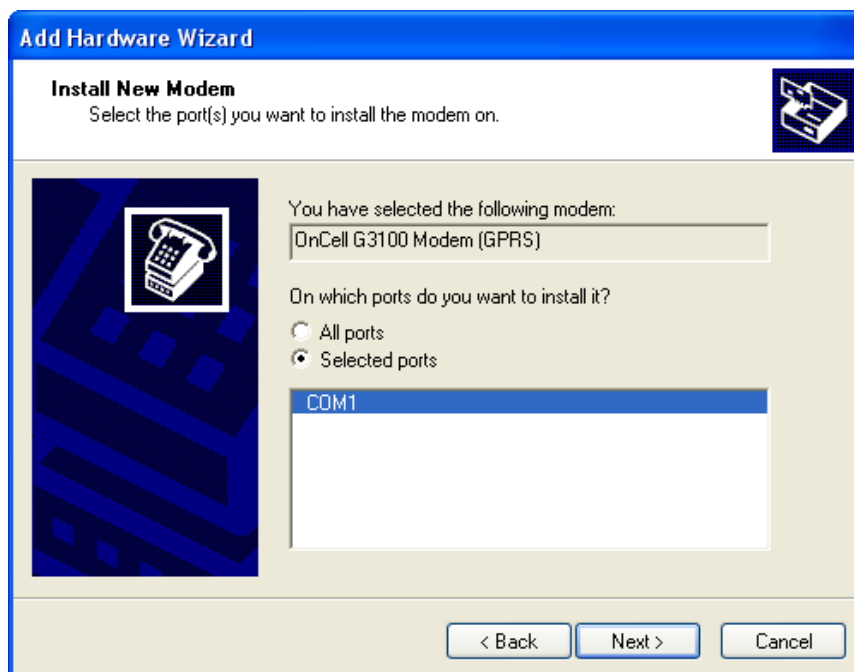 Add Hardware Wizard
Install New Modem
Select the port(s) you want to install the modem on.
You have selected the following modem:
OnCell G3100 Modem (GPRS)
On which ports do you want to install it?
All ports
Selected ports
COM1
< Back
Next >
Cancel